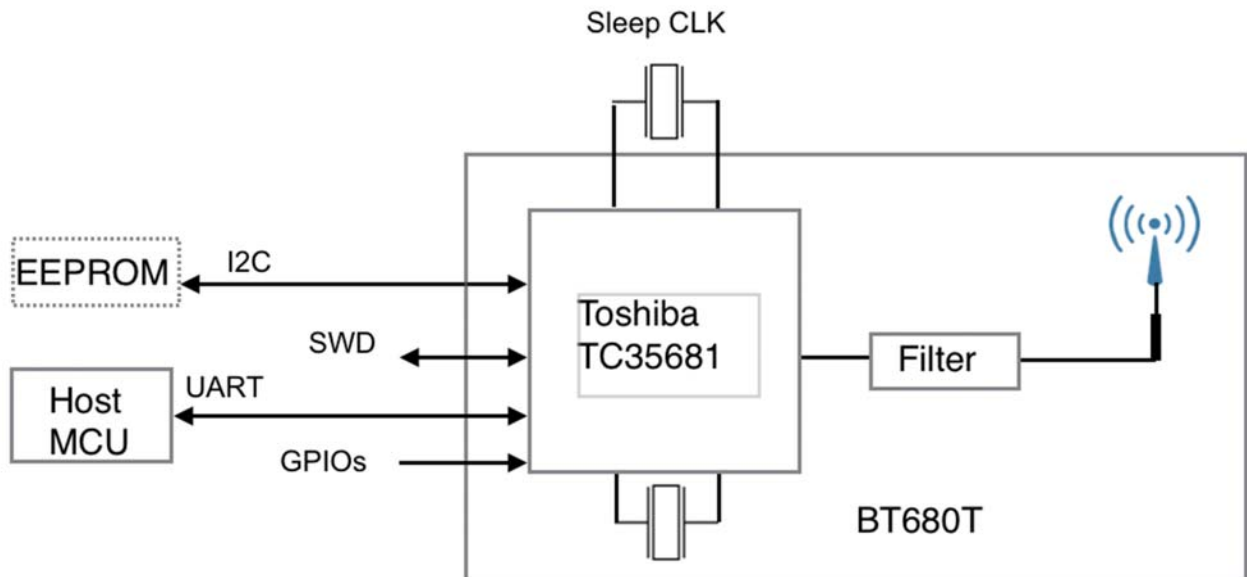 Sleep CLK
EEPROM
I2C
Toshiba
TC35681
SWD
Filter
Host
MCU
UART
GPIOs
BT680T